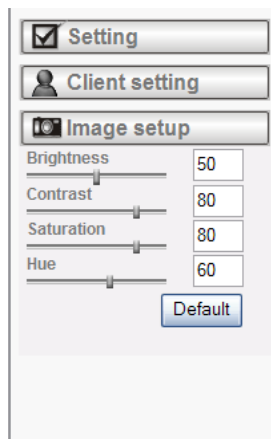 Setting
Client setting
Image setup
Brightness 50
Contrast 80
Saturation 80
Hue 60
Default